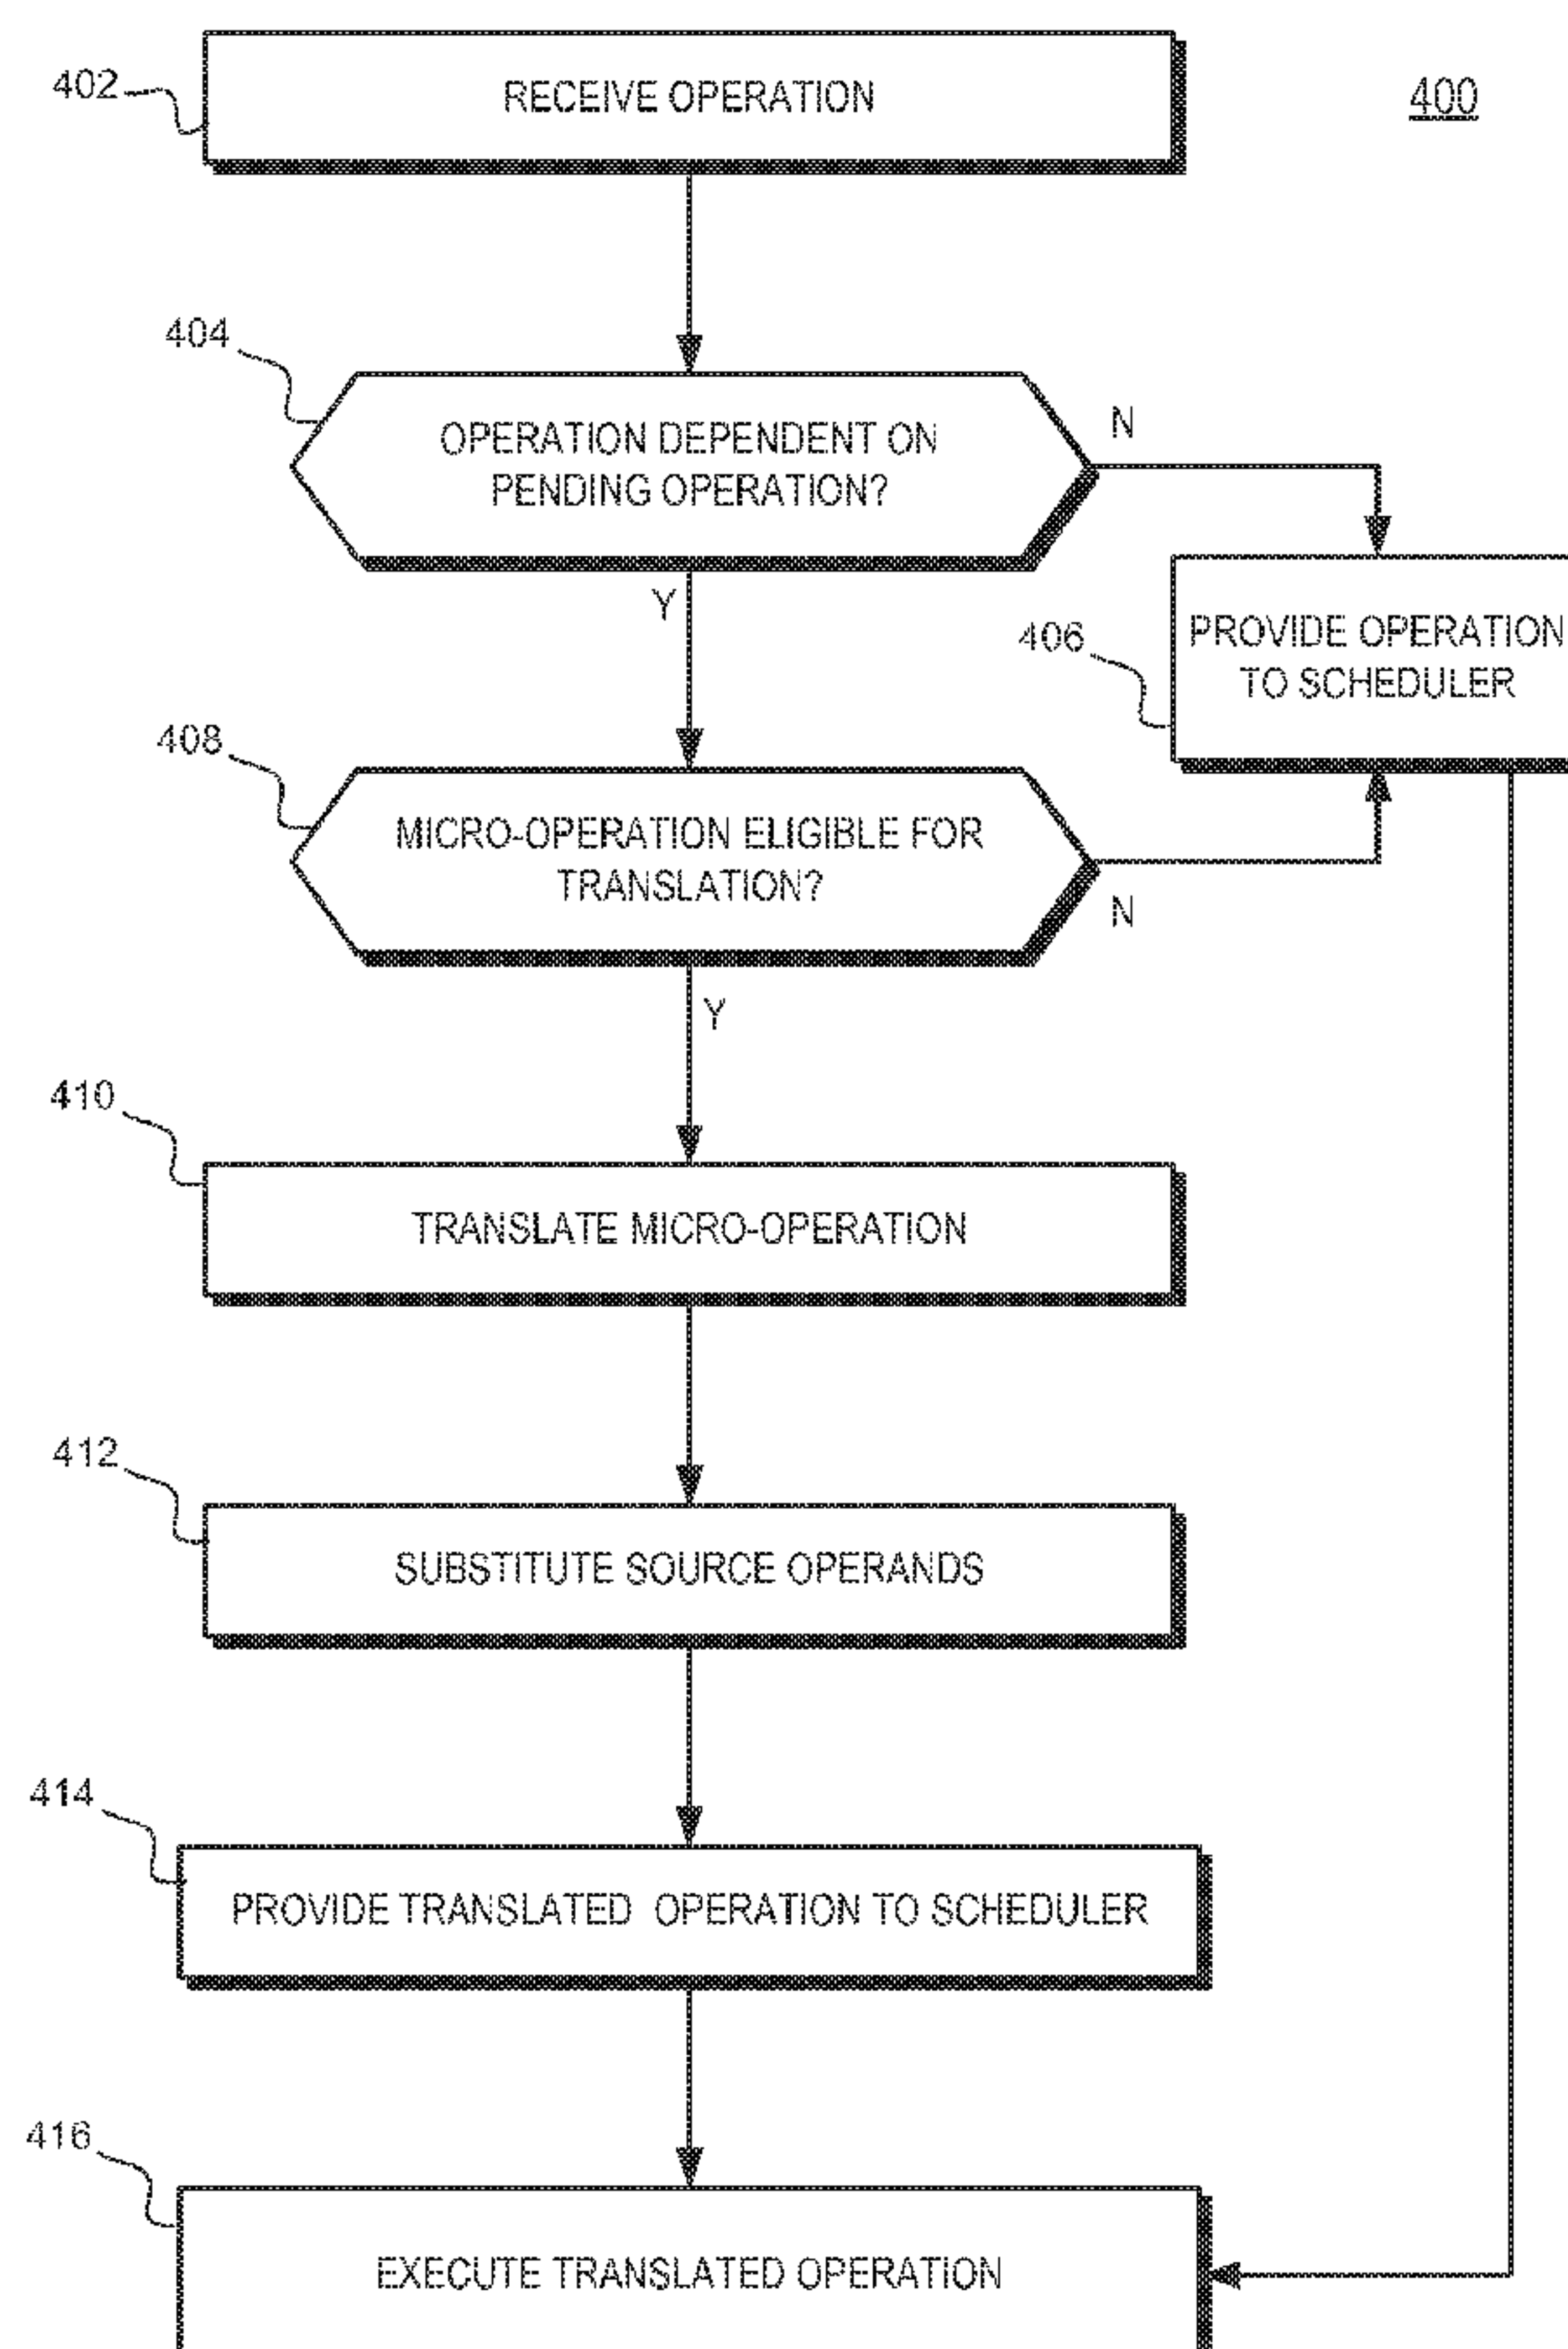 402
RECEIVE OPERATION
400
404
OPERATION DEPENDENT ON
PENDING OPERATION?
N
Y
406
PROVIDE OPERATION
TO SCHEDULER
408
MICRO-OPERATION ELIGIBLE FOR
TRANSLATION?
N
Y
410
TRANSLATE MICRO-OPERATION
412
SUBSTITUTE SOURCE OPERANDS
414
PROVIDE TRANSLATED OPERATION TO SCHEDULER
416
EXECUTE TRANSLATED OPERATION